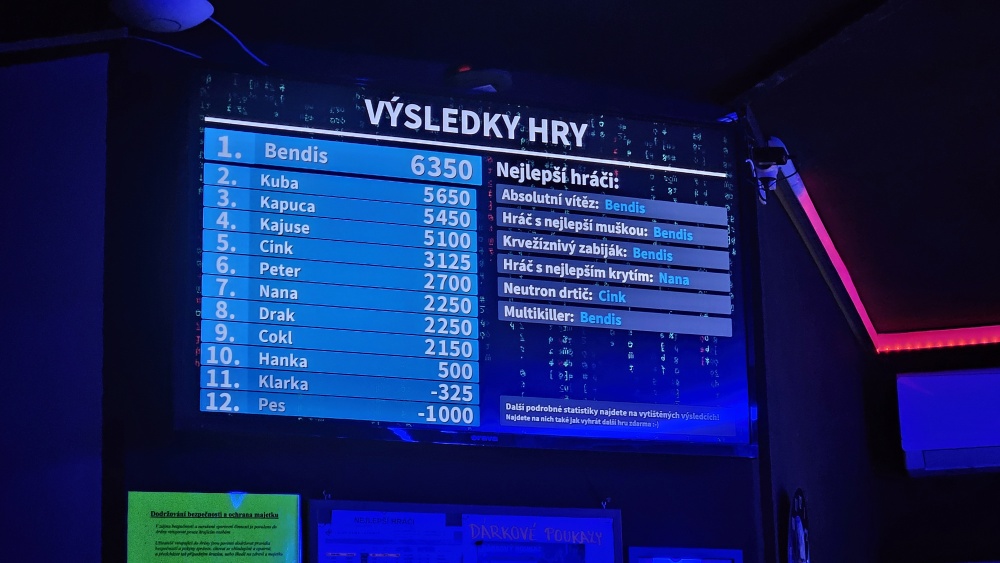 VÝSLEDKY HRY
1. Bendis 6350
2. Kuba 5650
3. Kapuca 5450
4. Kajuse 5100
5. Cink 3125
6. Peter 2700
7. Nana 2250
8. Drak 2250
9. Cokl 2150
10. Hanka 500
11. Klarka -325
12. Pes -1000
Nejlepší hráči:
Absolutní vítěz: Bendis
Hráč s nejlepší muškou: Bendis
Krvežíznivý zabiják: Bendis
Hráč s nejlepším krytím: Nana
Neutron drtič: Cink
Multikiller: Bendis
Další podrobné statistiky najdete na vytištěných výsledcích!
Najdete na nich také jak vyhrát další hru zdarma :-)
Dodržování bezpečnosti a ochrana majetku
DÁRKOVÉ POUKAZY